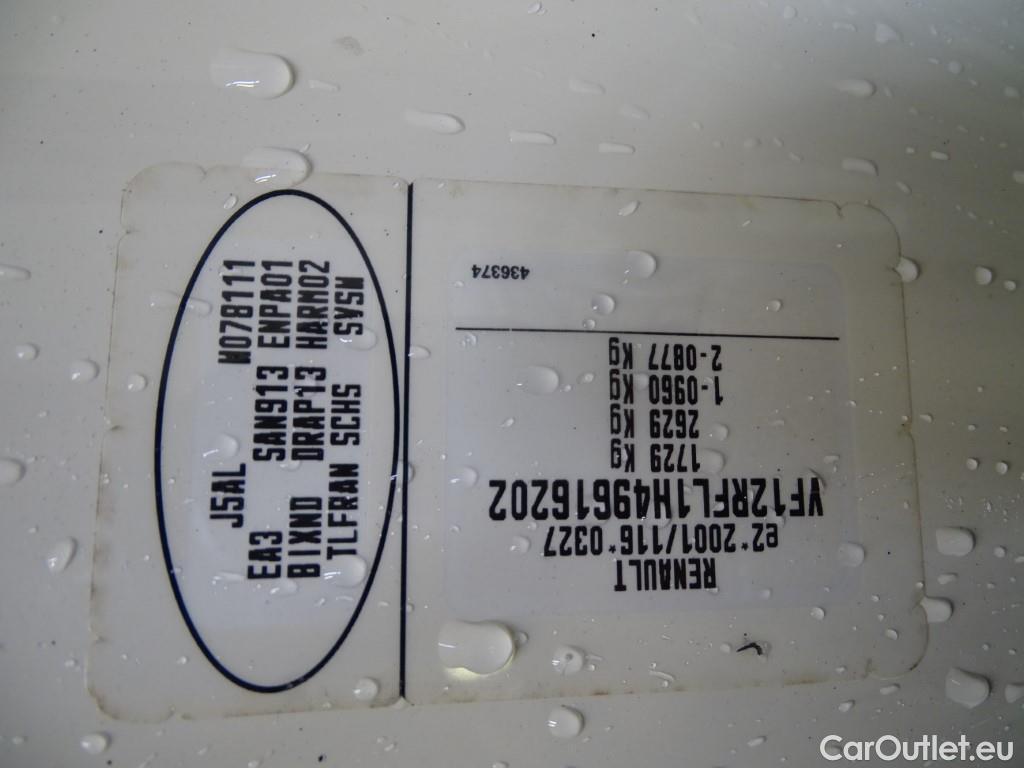 RENAULT
e2*2001/116*0327
VF12RFL1H49616202
1729 Kg
2629 Kg
1-0960 Kg
2-0877 Kg
436374
J5AL W078111
EA3 SAN913 ENPA01
BIXND DRAP13 HARM02
TLFRAN SCHS SVSW
CarOutlet.eu